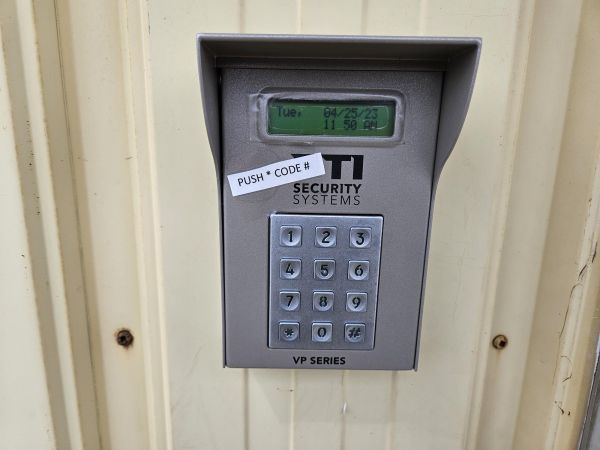 Tue, 04/25/23
11 50 AM
PUSH * CODE #
TI
SECURITY
SYSTEMS
1 2 3
4 5 6
7 8 9
* 0 #
VP SERIES